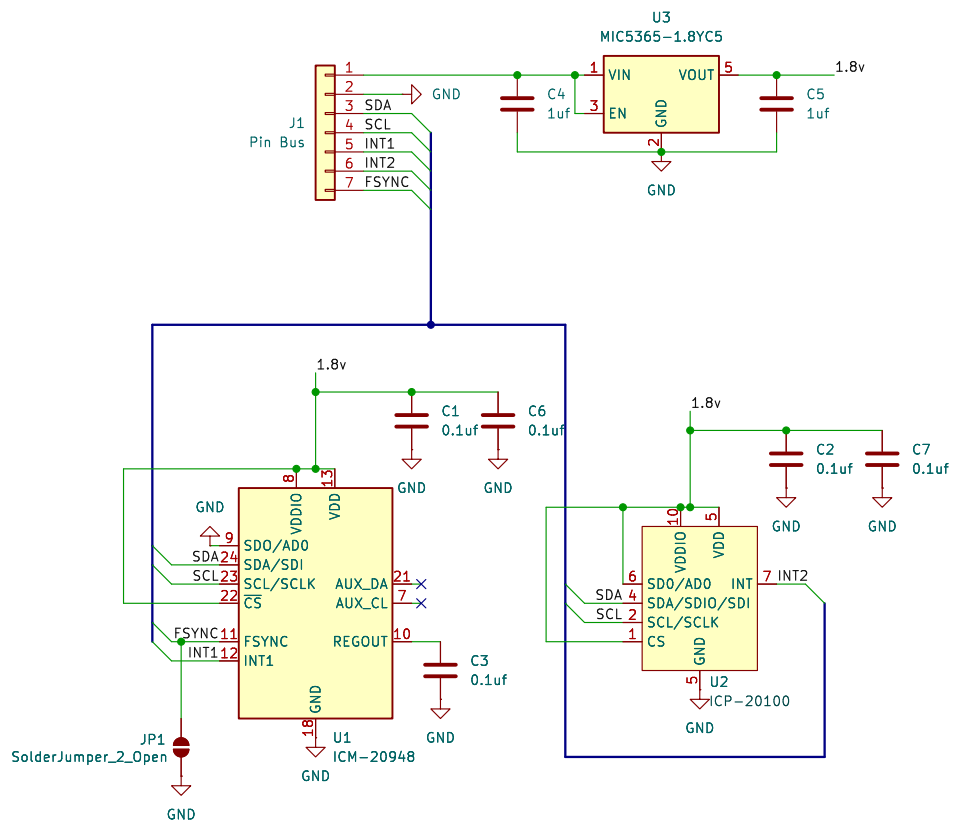 U3
MIC5365-1.8YC5
1
2
3
4
5
6
7
SDA
SCL
INT1
INT2
FSYNC
GND
J1
Pin Bus
C4
1uf
1
VIN
3
EN
VOUT
5
GND
2
GND
1.8v
C5
1uf
1.8v
C1
0.1uf
GND
C6
0.1uf
GND
8
13
VDDIO
VDD
GND
9
SDO/AD0
SDA
24
SDA/SDI
SCL
23
SCL/SCLK
22
CS
FSYNC
11
FSYNC
INT1
12
INT1
AUX_DA
21
AUX_CL
7
REGOUT
10
GND
18
GND
U1
ICM-20948
C3
0.1uf
GND
JP1
SolderJumper_2_Open
GND
1.8v
C2
0.1uf
GND
C7
0.1uf
GND
10
5
VDDIO
VDD
6
SDO/AD0
SDA
4
SDA/SDIO/SDI
SCL
2
SCL/SCLK
1
CS
INT
7
INT2
GND
5
GND
U2
ICP-20100